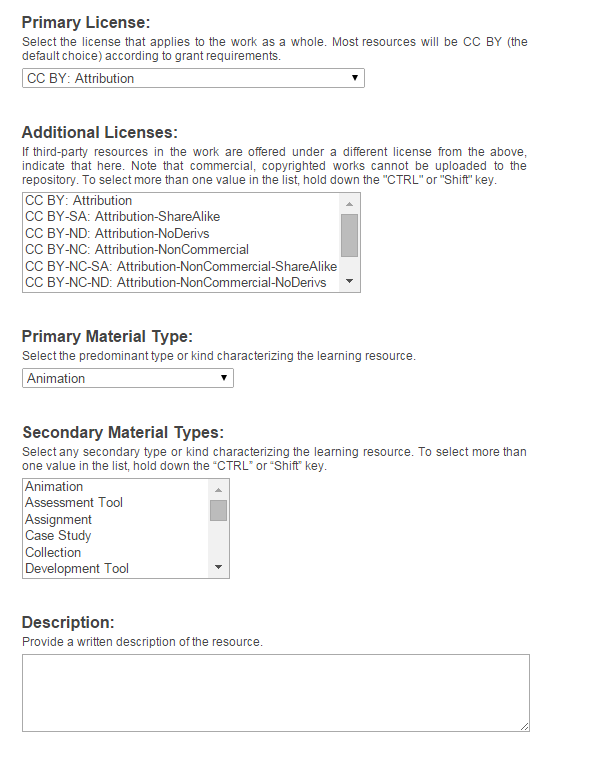 Primary License:
Select the license that applies to the work as a whole. Most resources will be CC BY (the
default choice) according to grant requirements.
CC BY: Attribution
Additional Licenses:
If third-party resources in the work are offered under a different license from the above,
indicate that here. Note that commercial, copyrighted works cannot be uploaded to the
repository. To select more than one value in the list, hold down the "CTRL" or "Shift" key.
CC BY: Attribution
CC BY-SA: Attribution-ShareAlike
CC BY-ND: Attribution-NoDerivs
CC BY-NC: Attribution-NonCommercial
CC BY-NC-SA: Attribution-NonCommercial-ShareAlike
CC BY-NC-ND: Attribution-NonCommercial-NoDerivs
Primary Material Type:
Select the predominant type or kind characterizing the learning resource.
Animation
Secondary Material Types:
Select any secondary type or kind characterizing the learning resource. To select more than
one value in the list, hold down the “CTRL” or “Shift” key.
Animation
Assessment Tool
Assignment
Case Study
Collection
Development Tool
Description:
Provide a written description of the resource.